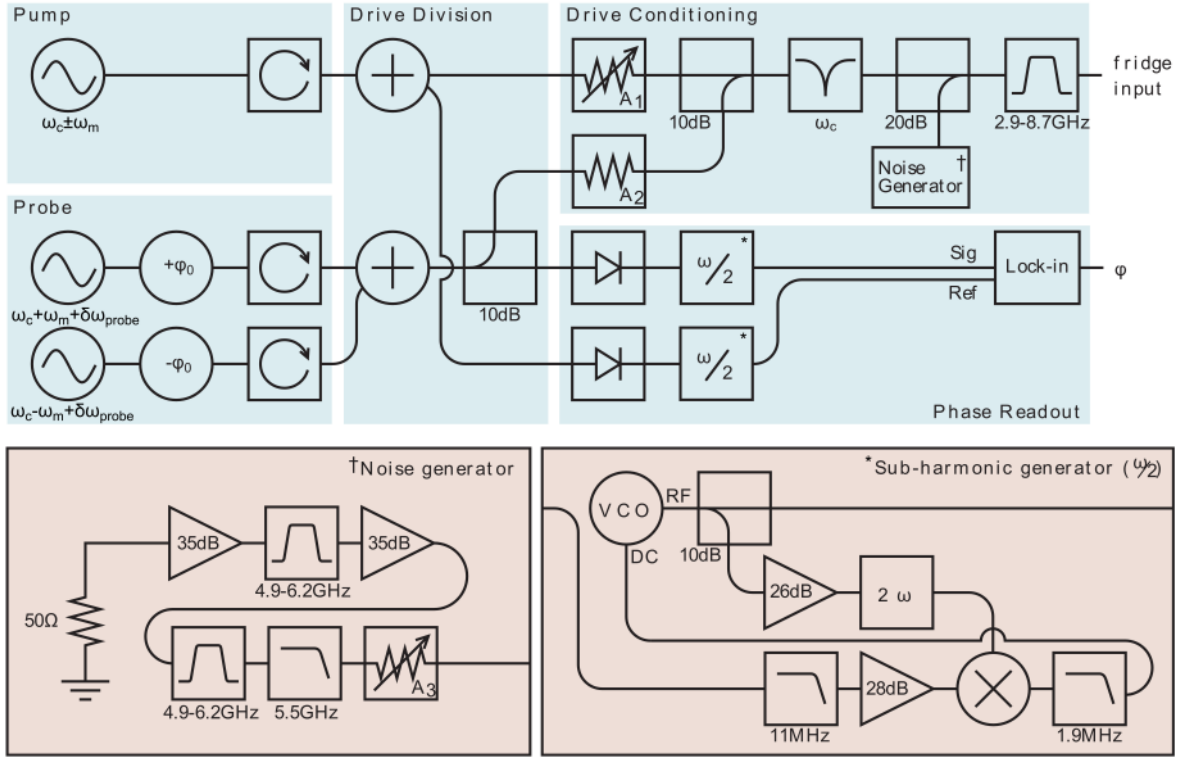 Pump
Drive Division
Drive Conditioning
ωc±ωm
A1
10dB
ωc
20dB
2.9-8.7GHz
fridge
input
A2
Noise †
Generator
Probe
+φ0
ωc+ωm+δωprobe
-φ0
ωc-ωm+δωprobe
10dB
ω/2
*
Sig
Ref
Lock-in
φ
ω/2
*
Phase Readout
†Noise generator
35dB
4.9-6.2GHz
35dB
50Ω
4.9-6.2GHz
5.5GHz
A3
*Sub-harmonic generator (ω/2)
VCO
RF
DC
10dB
26dB
2 ω
11MHz
28dB
1.9MHz